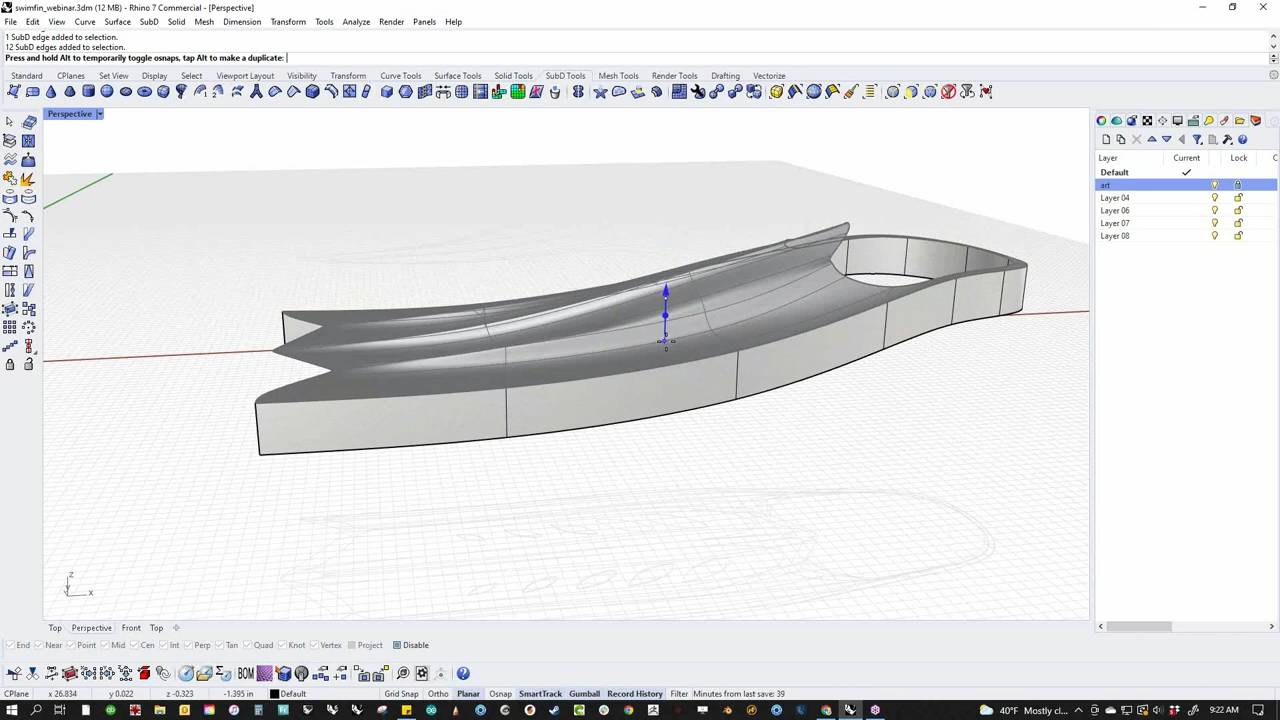 swimfin_webinar.3dm (12 MB) - Rhino 7 Commercial - [Perspective]
File Edit View Curve Surface SubD Solid Mesh Dimension Transform Tools Analyze Render Panels Help
1 SubD edge added to selection.
12 SubD edges added to selection.
Press and hold Alt to temporarily toggle osnaps, tap Alt to make a duplicate:
Standard CPlanes Set View Display Select Viewport Layout Visibility Transform Curve Tools Surface Tools Solid Tools SubD Tools Mesh Tools Render Tools Drafting Vectorize
Perspective
Layer Current Lock C
Default
art
Layer 04
Layer 06
Layer 07
Layer 08
z
y
x
Top Perspective Front Top
End Near Point Mid Cen Int Perp Tan Quad Knot Vertex Project Disable
BOM
CPlane x 26.834 y 0.022 z -0.323 -1.395 in Default Grid Snap Ortho Planar Osnap SmartTrack Gumball Record History Filter Minutes from last save: 39
40°F Mostly cl... 9:22 AM